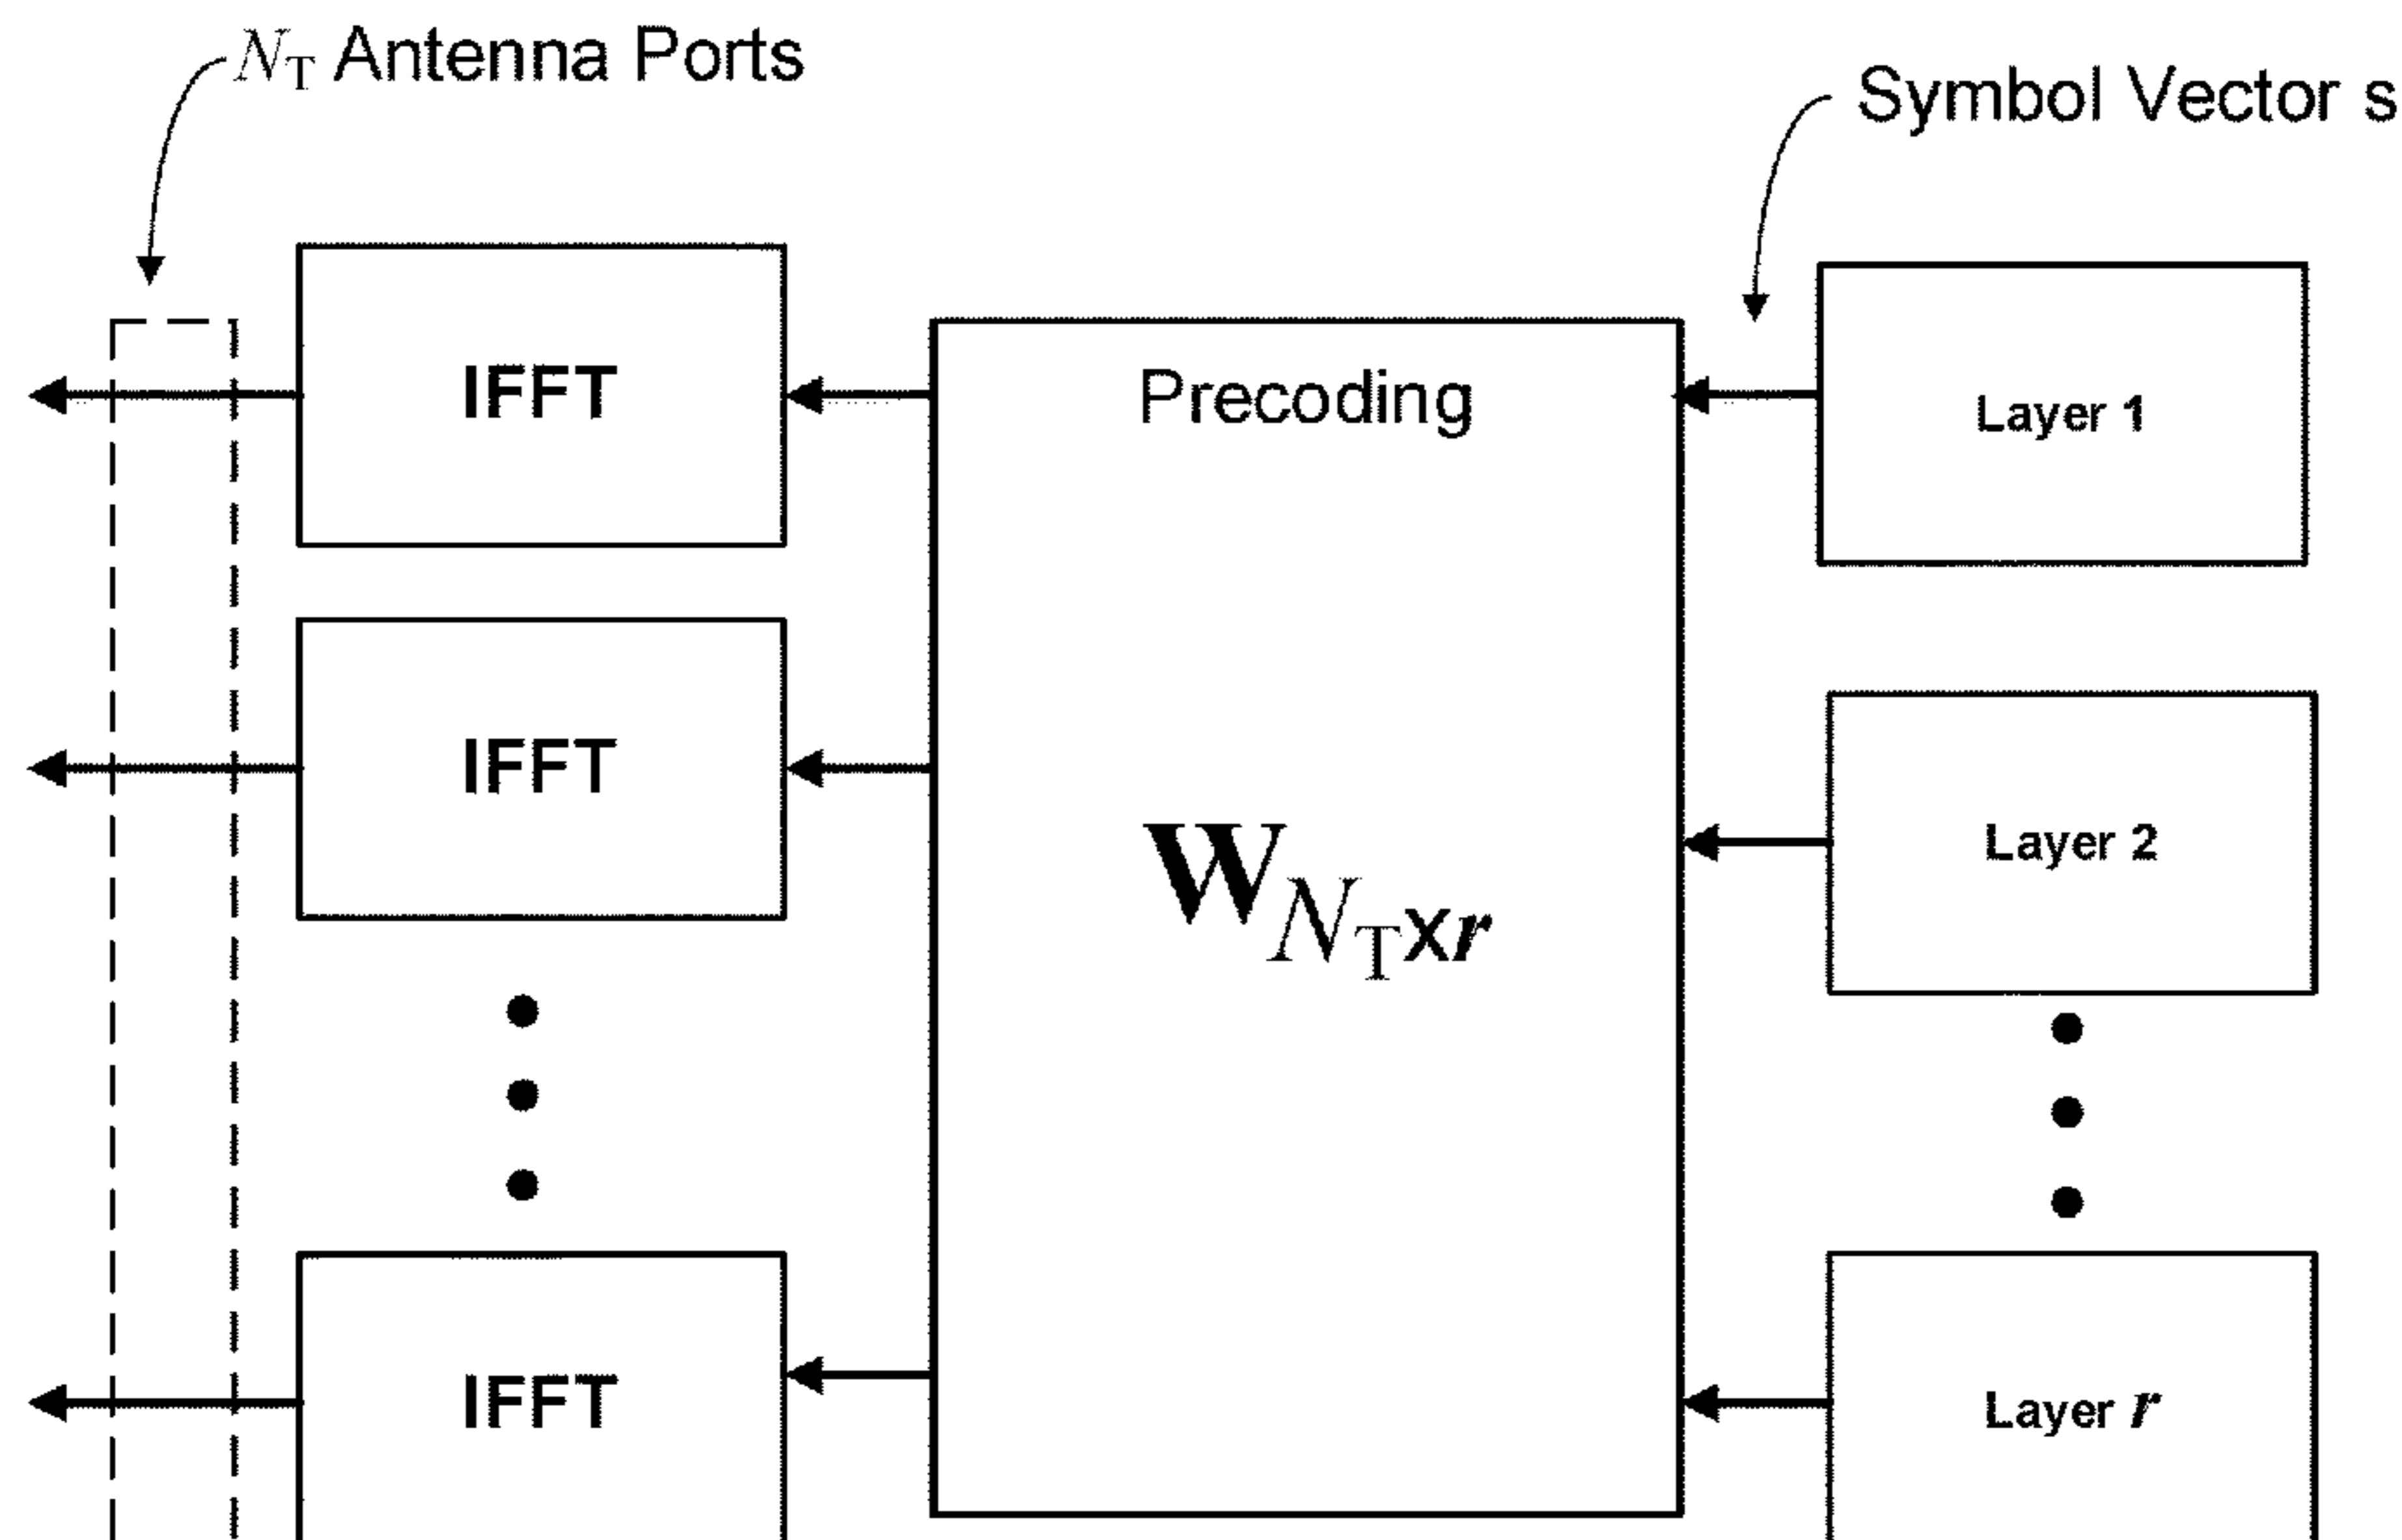 N_T Antenna Ports
Symbol Vector s
IFFT
Precoding
Layer 1
IFFT
W_{N_T x r}
Layer 2
IFFT
Layer r